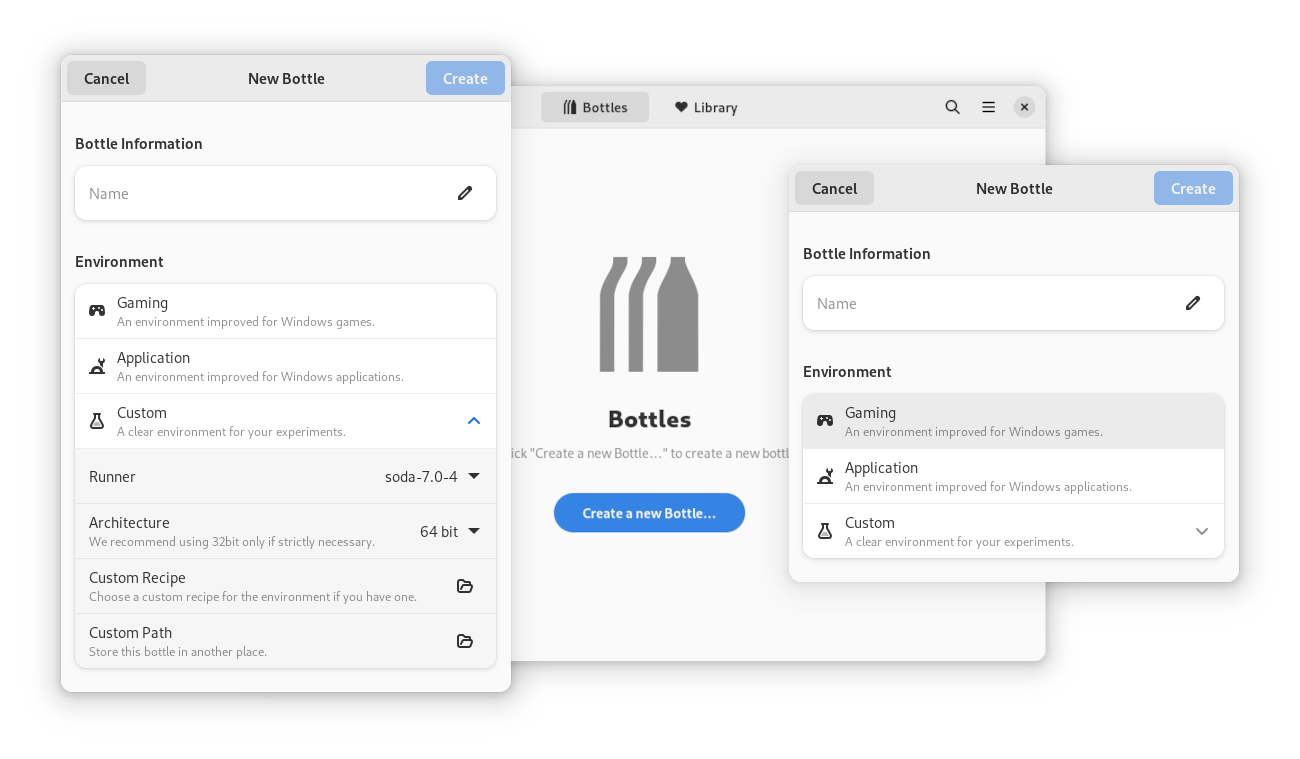 Cancel
New Bottle
Create
Bottle Information
Name
Environment
Gaming
An environment improved for Windows games.
Application
An environment improved for Windows applications.
Custom
A clear environment for your experiments.
Runner
soda-7.0-4
Architecture
We recommend using 32bit only if strictly necessary.
64 bit
Custom Recipe
Choose a custom recipe for the environment if you have one.
Custom Path
Store this bottle in another place.
Bottles
Library
Bottles
"Create a new Bottle…" to create a new
Create a new Bottle…
Cancel
New Bottle
Create
Bottle Information
Name
Environment
Gaming
An environment improved for Windows games.
Application
An environment improved for Windows applications.
Custom
A clear environment for your experiments.